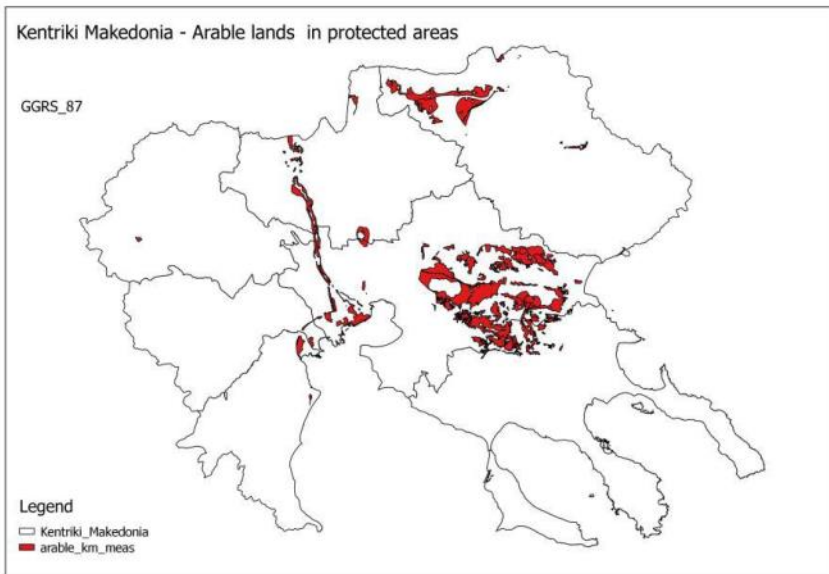 Kentriki Makedonia - Arable lands in protected areas
GGRS_87
Legend
Kentriki_Makedonia
arable_km_meas